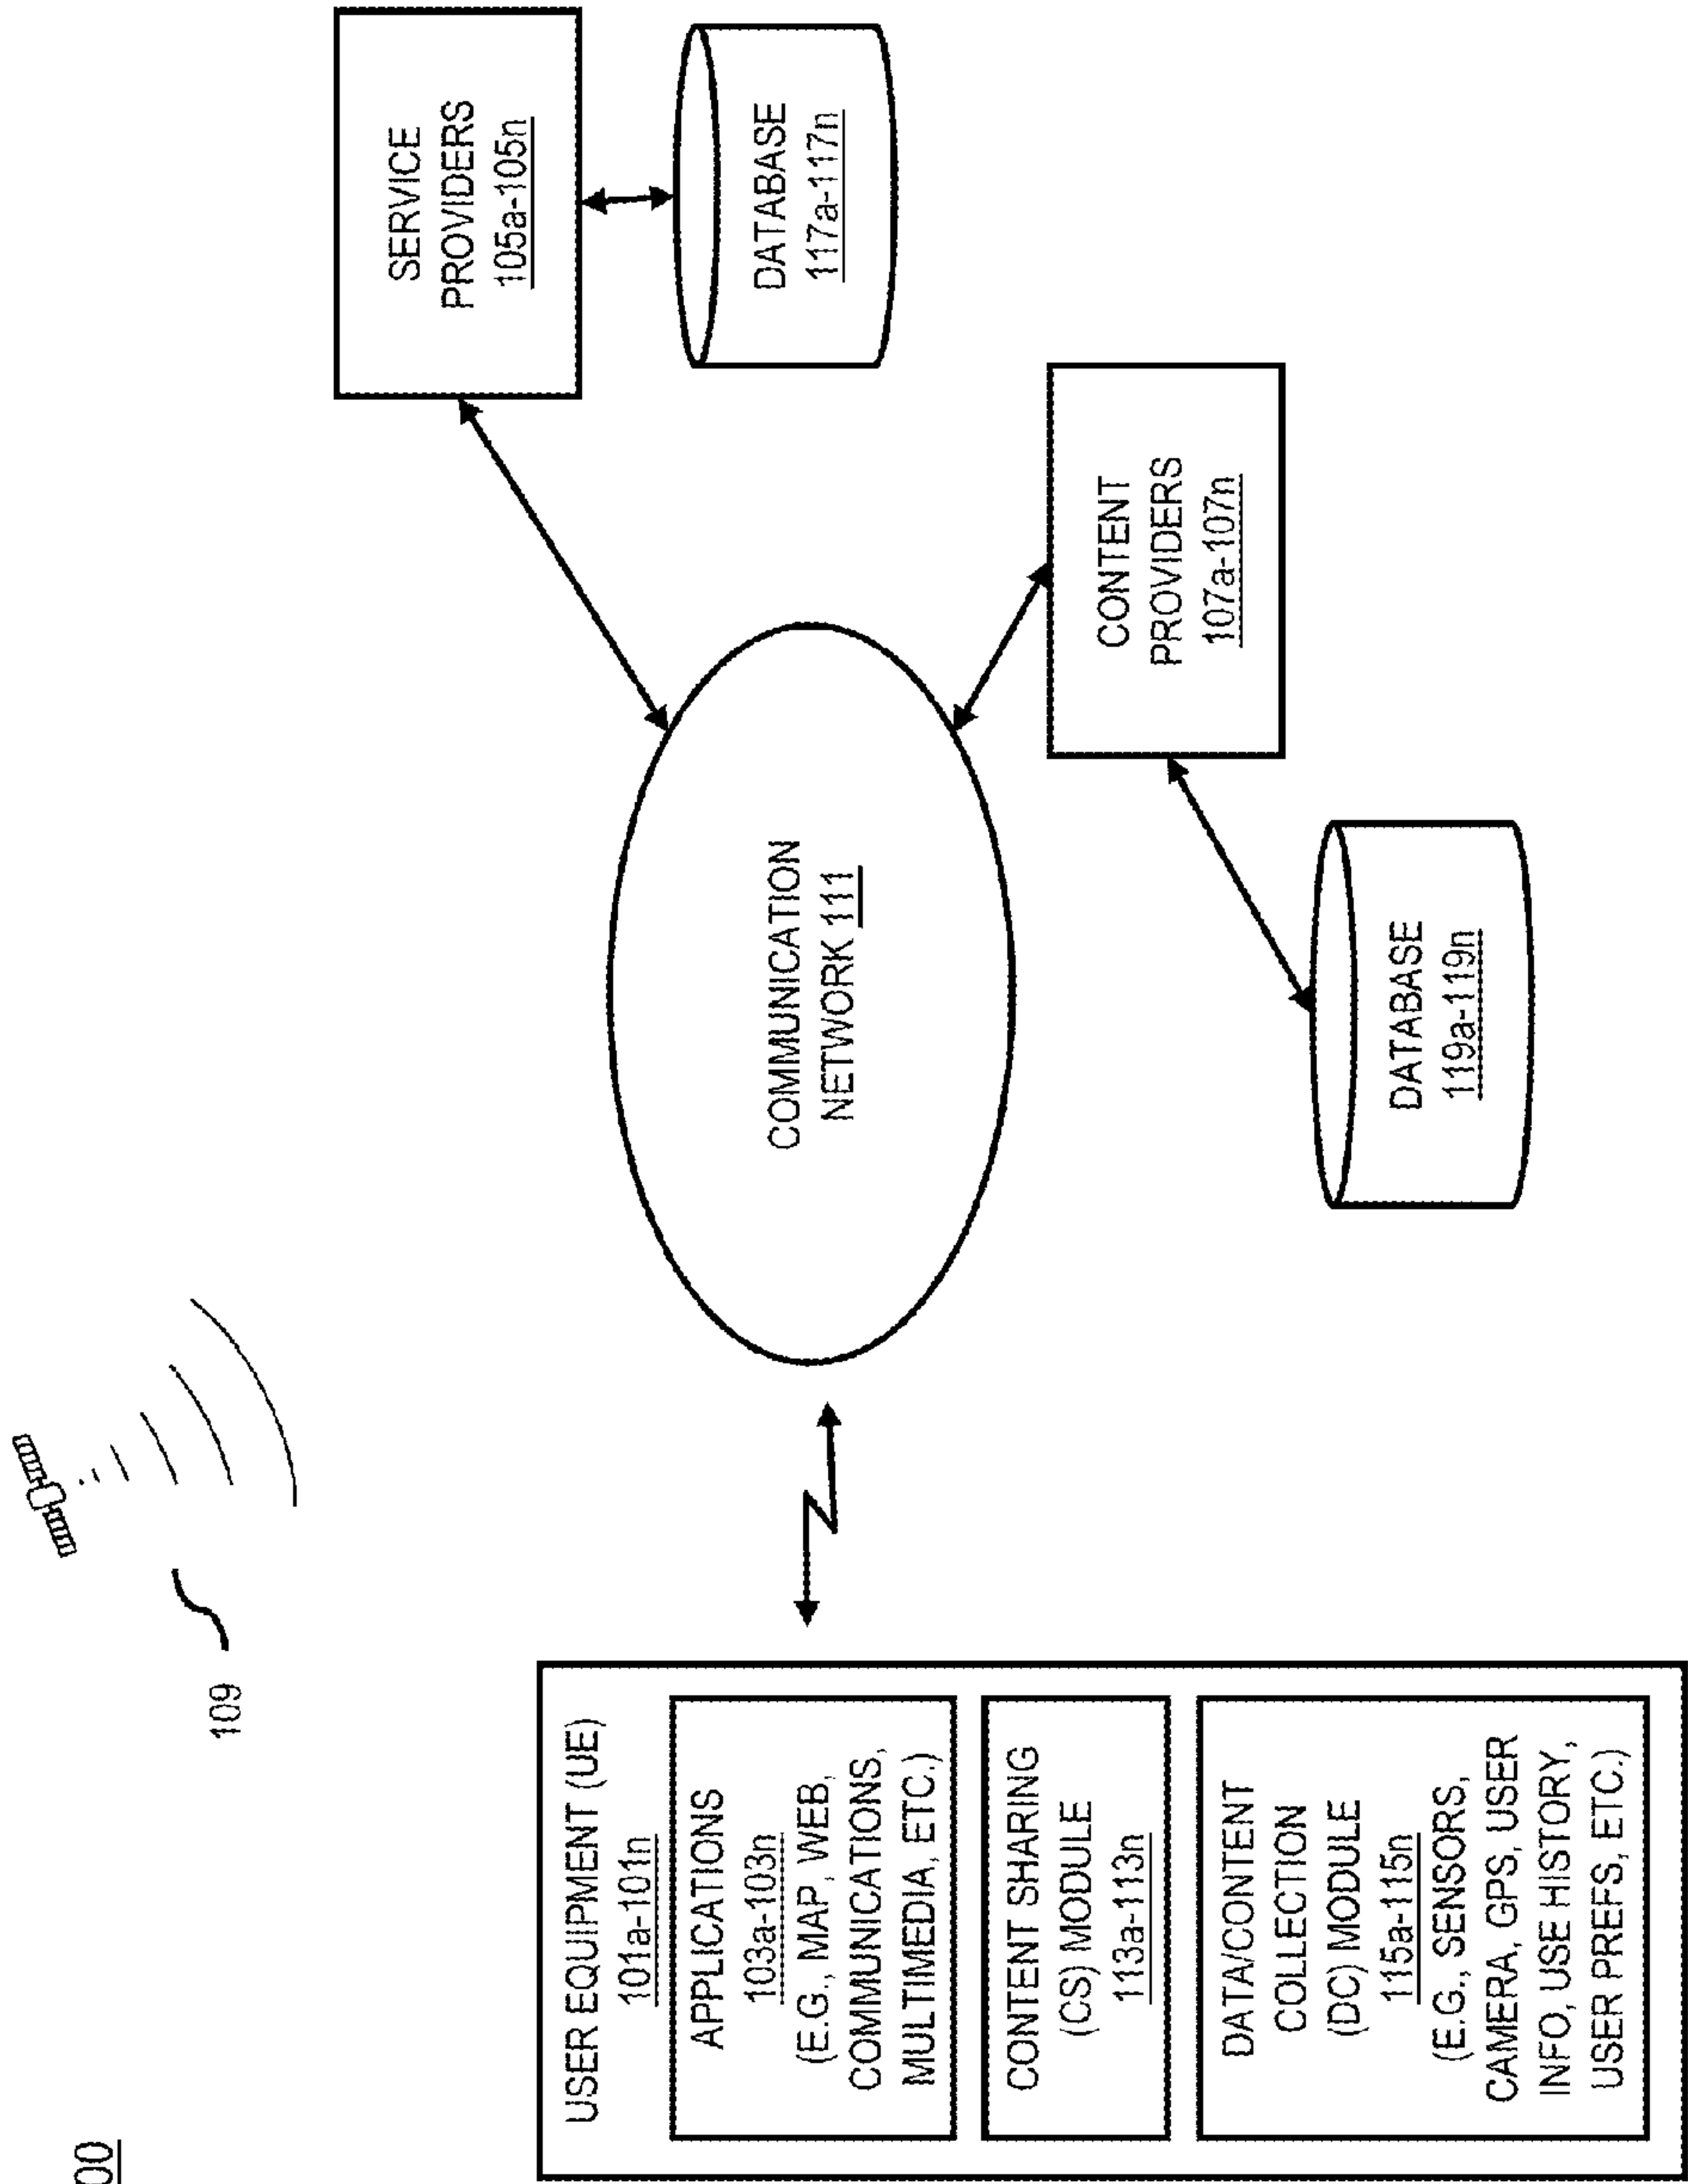 00
109
USER EQUIPMENT (UE)
101a-101n
APPLICATIONS
103a-103n
(E.G., MAP, WEB,
COMMUNICATIONS,
MULTIMEDIA, ETC.)
CONTENT SHARING
(CS) MODULE
113a-113n
DATA/CONTENT
COLLECTION
(DC) MODULE
115a-115n
(E.G., SENSORS,
CAMERA, GPS, USER
INFO, USE HISTORY,
USER PREFS, ETC.)
COMMUNICATION
NETWORK 111
SERVICE
PROVIDERS
105a-105n
DATABASE
117a-117n
CONTENT
PROVIDERS
107a-107n
DATABASE
119a-119n